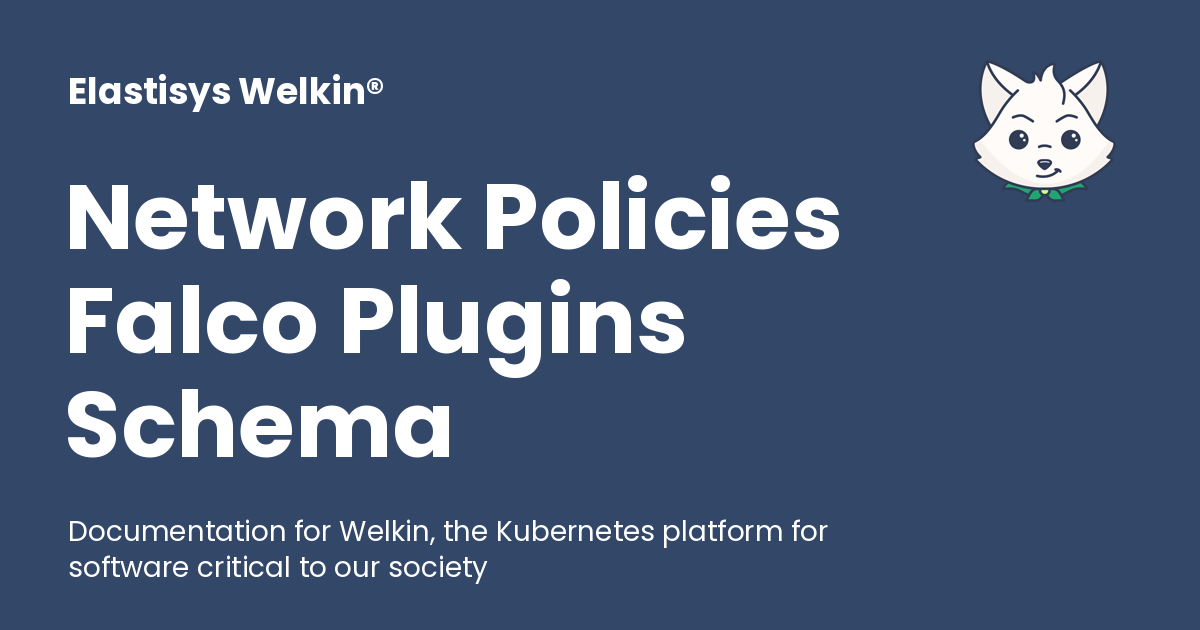 Elastisys Welkin®
Network Policies
Falco Plugins
Schema
Documentation for Welkin, the Kubernetes platform for
software critical to our society